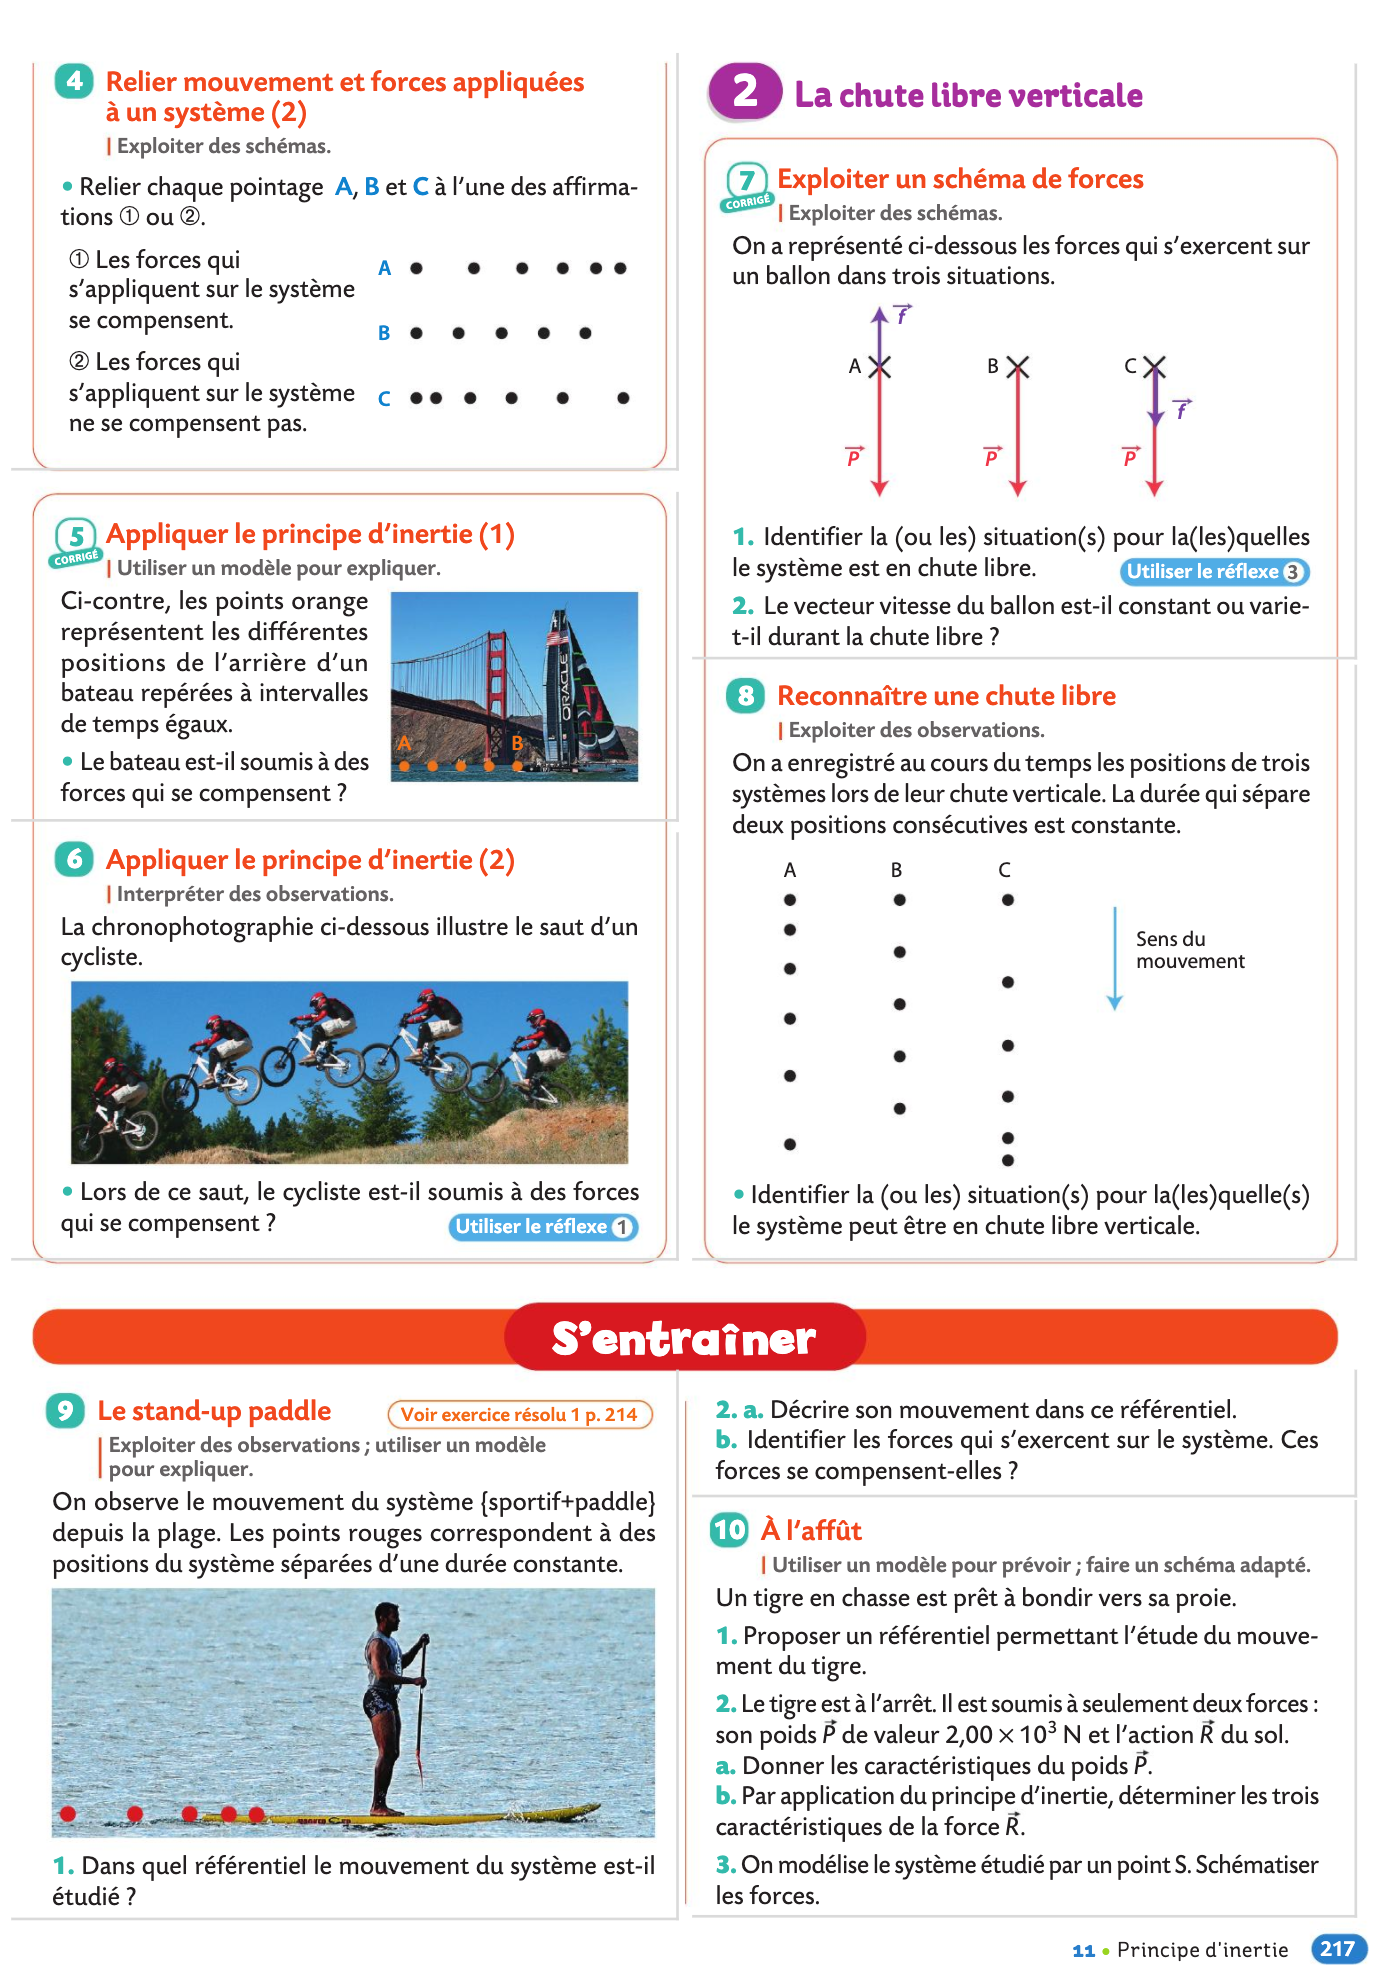 4 Relier mouvement et forces appliquées
à un système (2)
Exploiter des schémas.
• Relier chaque pointage A, B et C à l'une des affirma-
tions ① ou ②.
① Les forces qui
s'appliquent sur le système
se compensent.
② Les forces qui
s'appliquent sur le système
ne se compensent pas.
A
B
C
5 Appliquer le principe d'inertie (1)
CORRIGÉ
Utiliser un modèle pour expliquer.
Ci-contre, les points orange
représentent les différentes
positions de l'arrière d'un
bateau repérées à intervalles
de temps égaux.
• Le bateau est-il soumis à des
forces qui se compensent ?
ORACLE
A B
6 Appliquer le principe d'inertie (2)
Interpréter des observations.
La chronophotographie ci-dessous illustre le saut d'un
cycliste.
• Lors de ce saut, le cycliste est-il soumis à des forces
qui se compensent ?
Utiliser le réflexe 1
2 La chute libre verticale
7 Exploiter un schéma de forces
CORRIGÉ
Exploiter des schémas.
On a représenté ci-dessous les forces qui s'exercent sur
un ballon dans trois situations.
f⃗
A B C
f⃗
P⃗ P⃗ P⃗
1. Identifier la (ou les) situation(s) pour la(les)quelles
le système est en chute libre.
Utiliser le réflexe 3
2. Le vecteur vitesse du ballon est-il constant ou varie-
t-il durant la chute libre ?
8 Reconnaître une chute libre
Exploiter des observations.
On a enregistré au cours du temps les positions de trois
systèmes lors de leur chute verticale. La durée qui sépare
deux positions consécutives est constante.
A B C
Sens du
mouvement
• Identifier la (ou les) situation(s) pour la(les)quelle(s)
le système peut être en chute libre verticale.
S'entraîner
9 Le stand-up paddle
Voir exercice résolu 1 p. 214
Exploiter des observations ; utiliser un modèle
pour expliquer.
On observe le mouvement du système {sportif+paddle}
depuis la plage. Les points rouges correspondent à des
positions du système séparées d'une durée constante.
1. Dans quel référentiel le mouvement du système est-il
étudié ?
2. a. Décrire son mouvement dans ce référentiel.
b. Identifier les forces qui s'exercent sur le système. Ces
forces se compensent-elles ?
10 À l'affût
Utiliser un modèle pour prévoir ; faire un schéma adapté.
Un tigre en chasse est prêt à bondir vers sa proie.
1. Proposer un référentiel permettant l'étude du mouve-
ment du tigre.
2. Le tigre est à l'arrêt. Il est soumis à seulement deux forces :
son poids P⃗ de valeur 2,00 × 10³ N et l'action R⃗ du sol.
a. Donner les caractéristiques du poids P⃗.
b. Par application du principe d'inertie, déterminer les trois
caractéristiques de la force R⃗.
3. On modélise le système étudié par un point S. Schématiser
les forces.
11 • Principe d'inertie 217